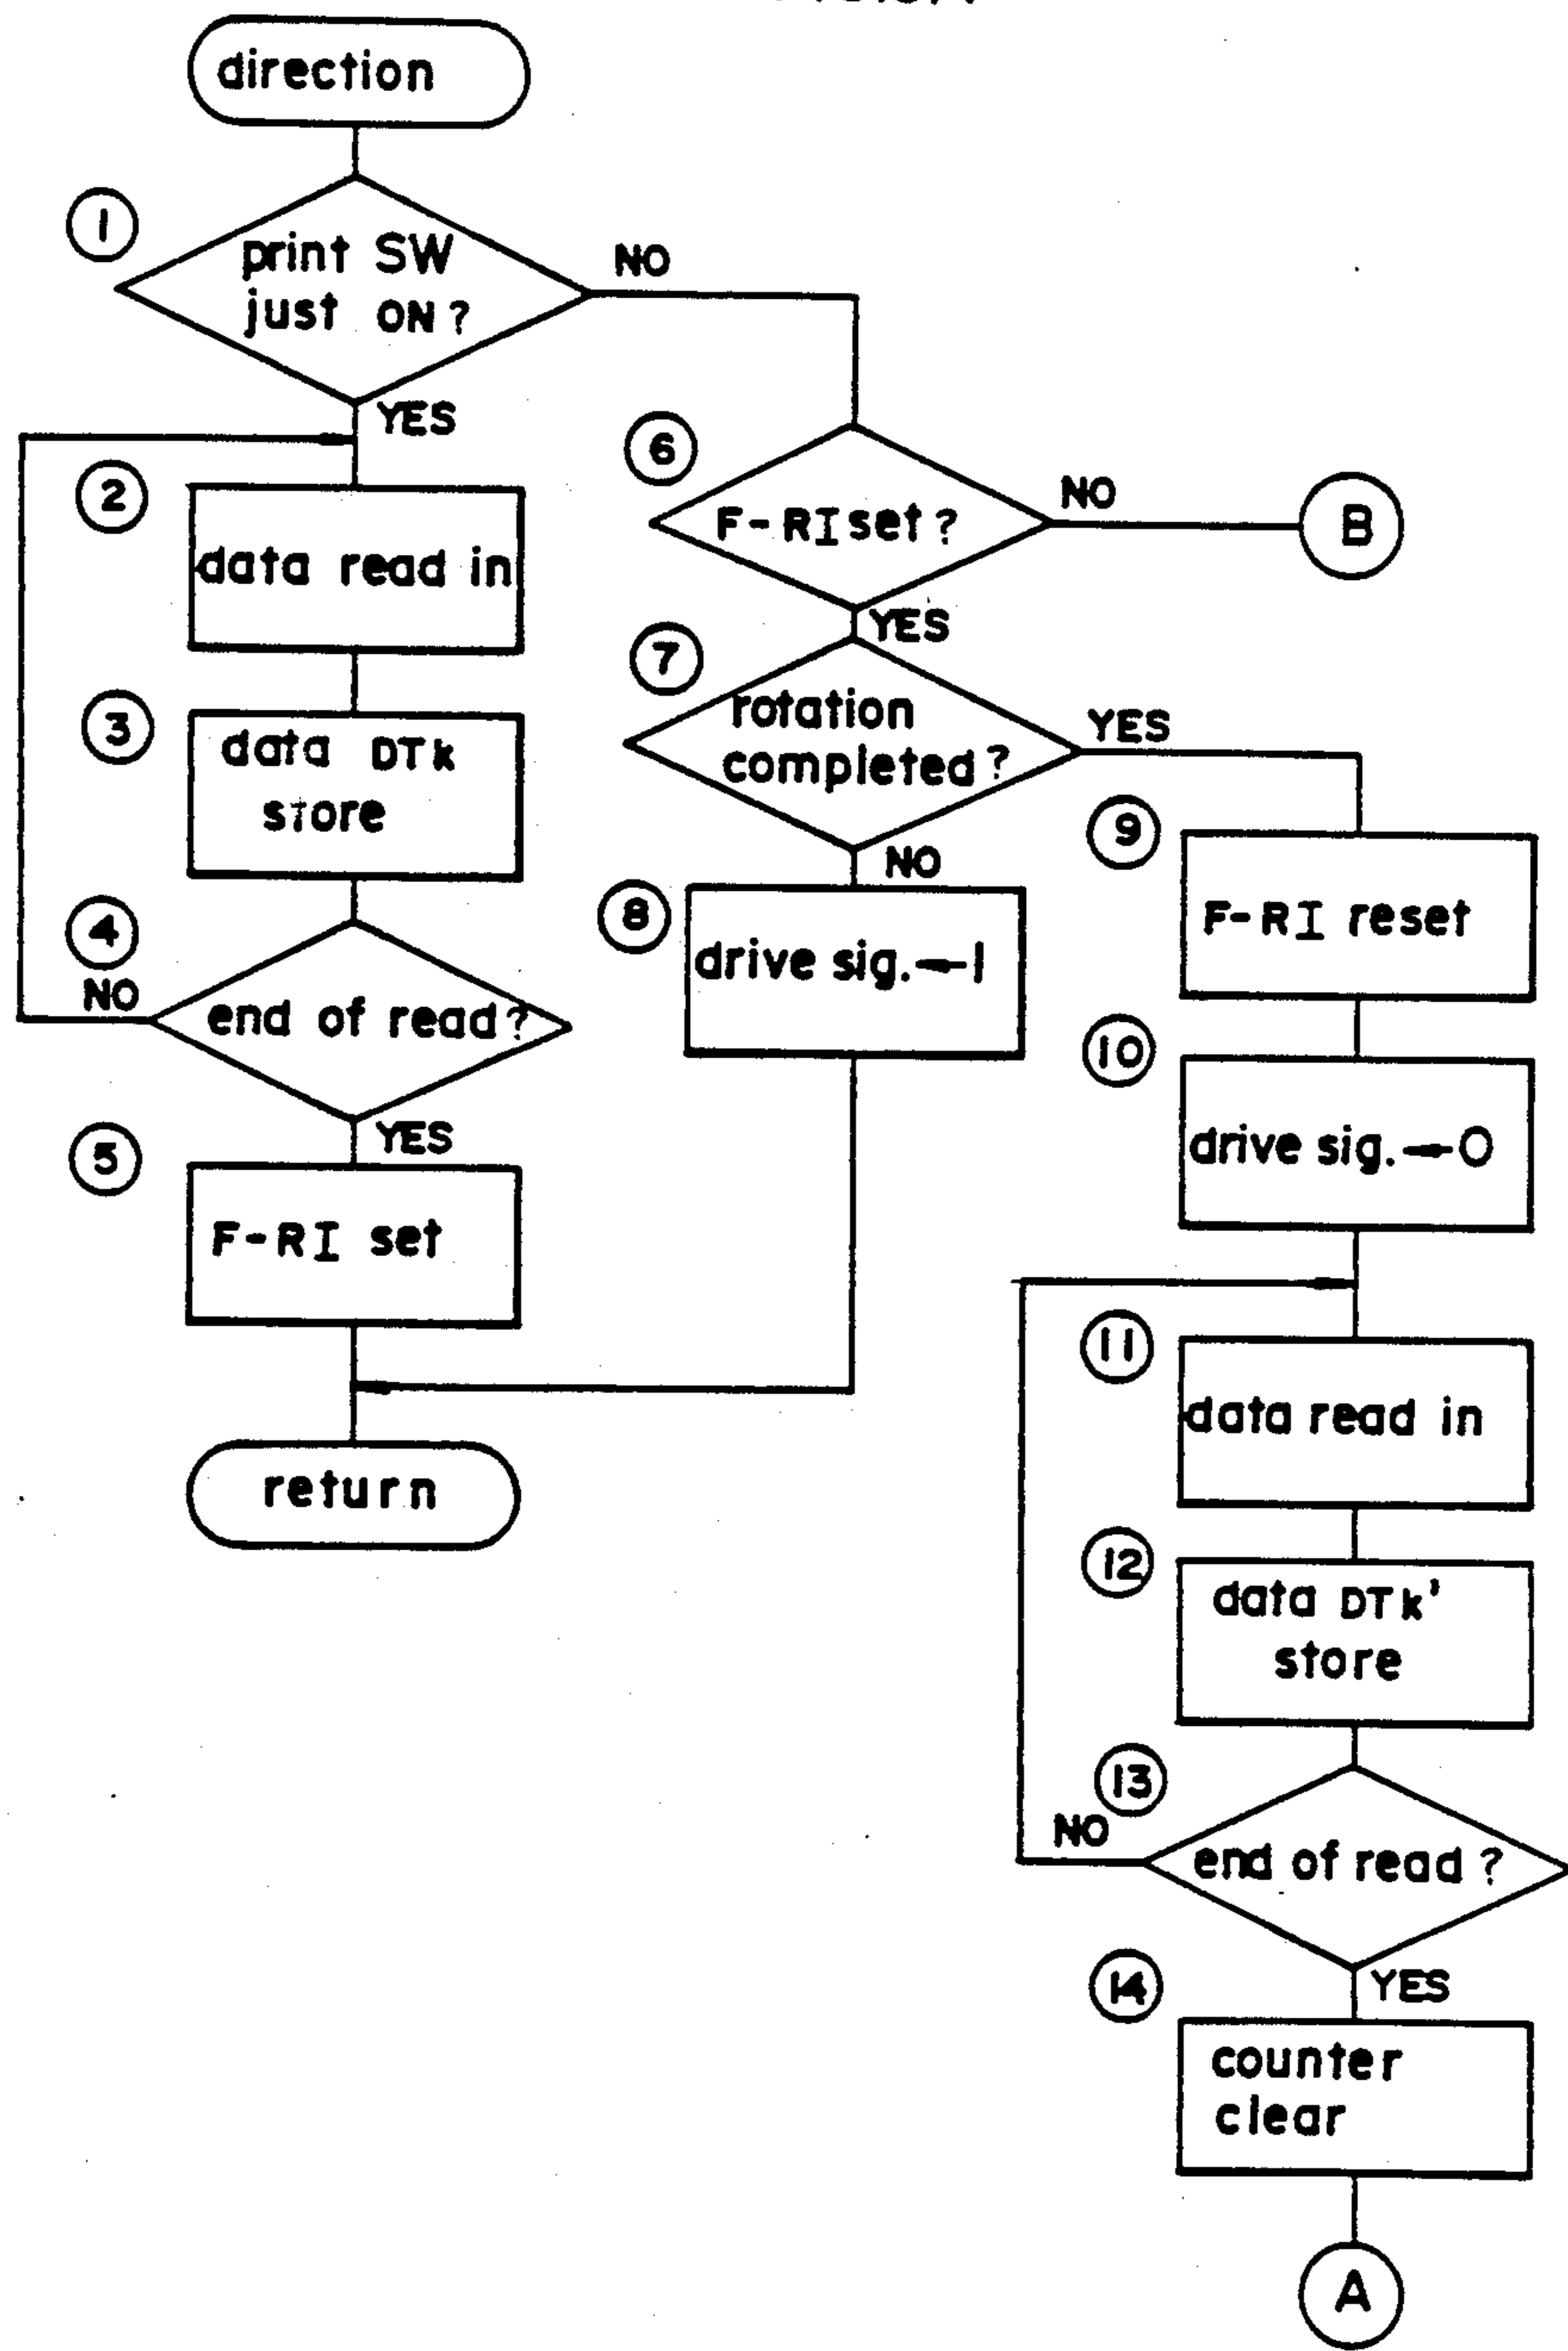 direction
1
print SW
just ON ?
NO
YES
2
data read in
3
data DTk
store
4
NO
end of read?
YES
5
F-RI set
return
6
F-RI set ?
NO
B
YES
7
rotation
completed ?
YES
NO
8
drive sig.←1
9
F-RI reset
10
drive sig.←0
11
data read in
12
data DTk'
store
13
NO
end of read ?
YES
14
counter
clear
A